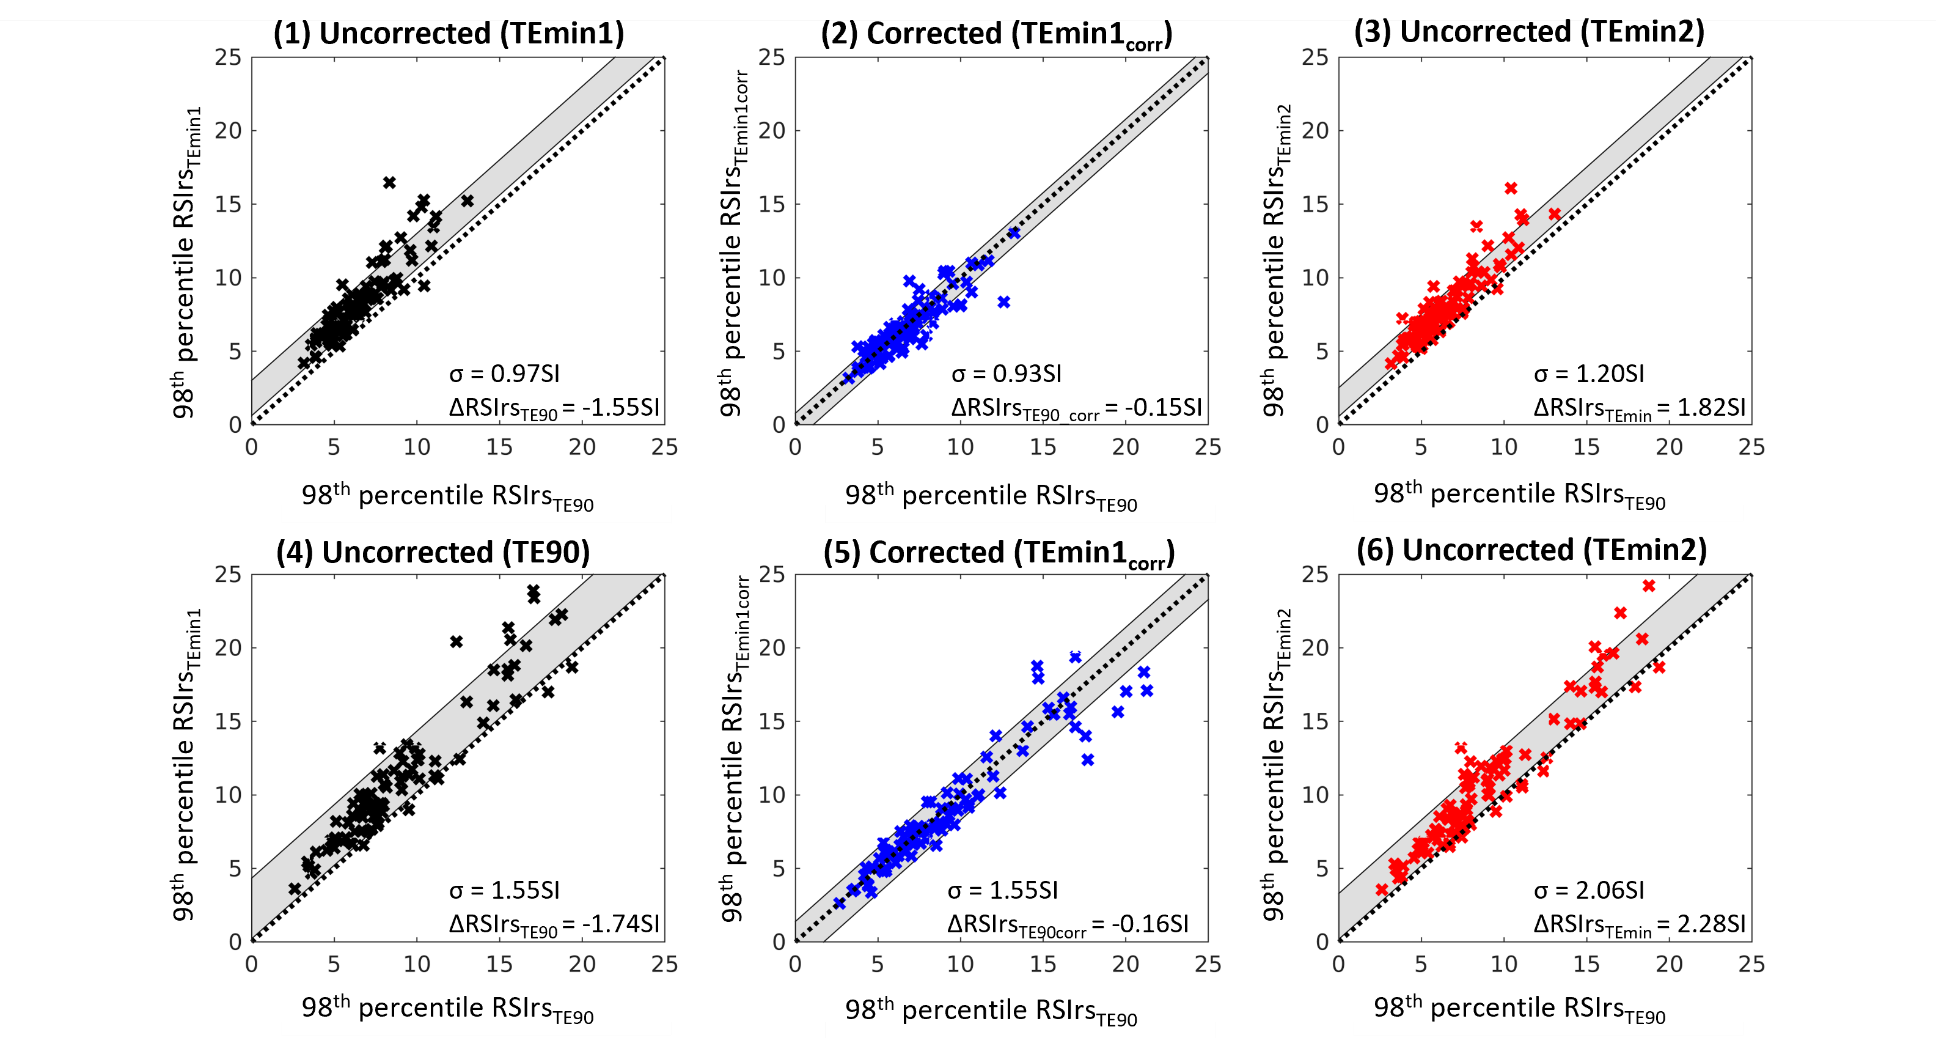 (1) Uncorrected (TEmin1)
98th percentile RSIrsTEmin1
25
20
15
10
5
0
σ = 0.97SI
ΔRSIrsTE90 = -1.55SI
0 5 10 15 20 25
98th percentile RSIrsTE90
(2) Corrected (TEmin1corr)
98th percentile RSIrsTEmin1corr
25
20
15
10
5
0
σ = 0.93SI
ΔRSIrsTE90_corr = -0.15SI
0 5 10 15 20 25
98th percentile RSIrsTE90
(3) Uncorrected (TEmin2)
98th percentile RSIrsTEmin2
25
20
15
10
5
0
σ = 1.20SI
ΔRSIrsTEmin = 1.82SI
0 5 10 15 20 25
98th percentile RSIrsTE90
(4) Uncorrected (TE90)
98th percentile RSIrsTEmin1
25
20
15
10
5
0
σ = 1.55SI
ΔRSIrsTE90 = -1.74SI
0 5 10 15 20 25
98th percentile RSIrsTE90
(5) Corrected (TEmin1corr)
98th percentile RSIrsTEmin1corr
25
20
15
10
5
0
σ = 1.55SI
ΔRSIrsTE90corr = -0.16SI
0 5 10 15 20 25
98th percentile RSIrsTE90
(6) Uncorrected (TEmin2)
98th percentile RSIrsTEmin2
25
20
15
10
5
0
σ = 2.06SI
ΔRSIrsTEmin = 2.28SI
0 5 10 15 20 25
98th percentile RSIrsTE90